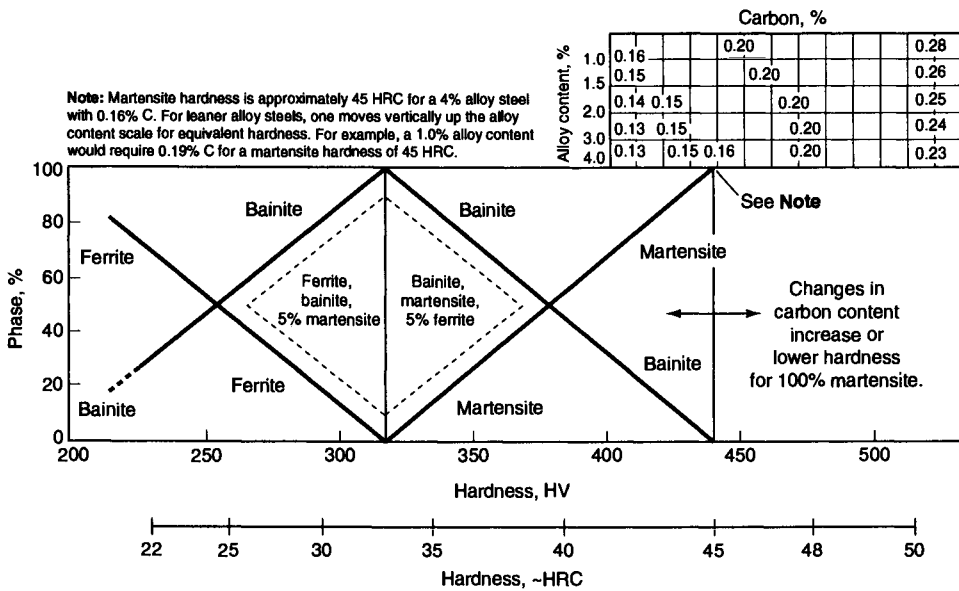 Carbon, %
Alloy content, %
1.0
1.5
2.0
3.0
4.0
0.16 0.20 0.28
0.15 0.20 0.26
0.14 0.15 0.20 0.25
0.13 0.15 0.20 0.24
0.13 0.15 0.16 0.20 0.23
Note: Martensite hardness is approximately 45 HRC for a 4% alloy steel
with 0.16% C. For leaner alloy steels, one moves vertically up the alloy
content scale for equivalent hardness. For example, a 1.0% alloy content
would require 0.19% C for a martensite hardness of 45 HRC.
Phase, %
100
80
60
40
20
0
Bainite
Bainite
See Note
Ferrite
Martensite
Ferrite,
bainite,
5% martensite
Bainite,
martensite,
5% ferrite
Changes in
carbon content
increase or
lower hardness
for 100% martensite.
Bainite
Ferrite
Martensite
Bainite
200 250 300 350 400 450 500
Hardness, HV
22 25 30 35 40 45 48 50
Hardness, ~HRC